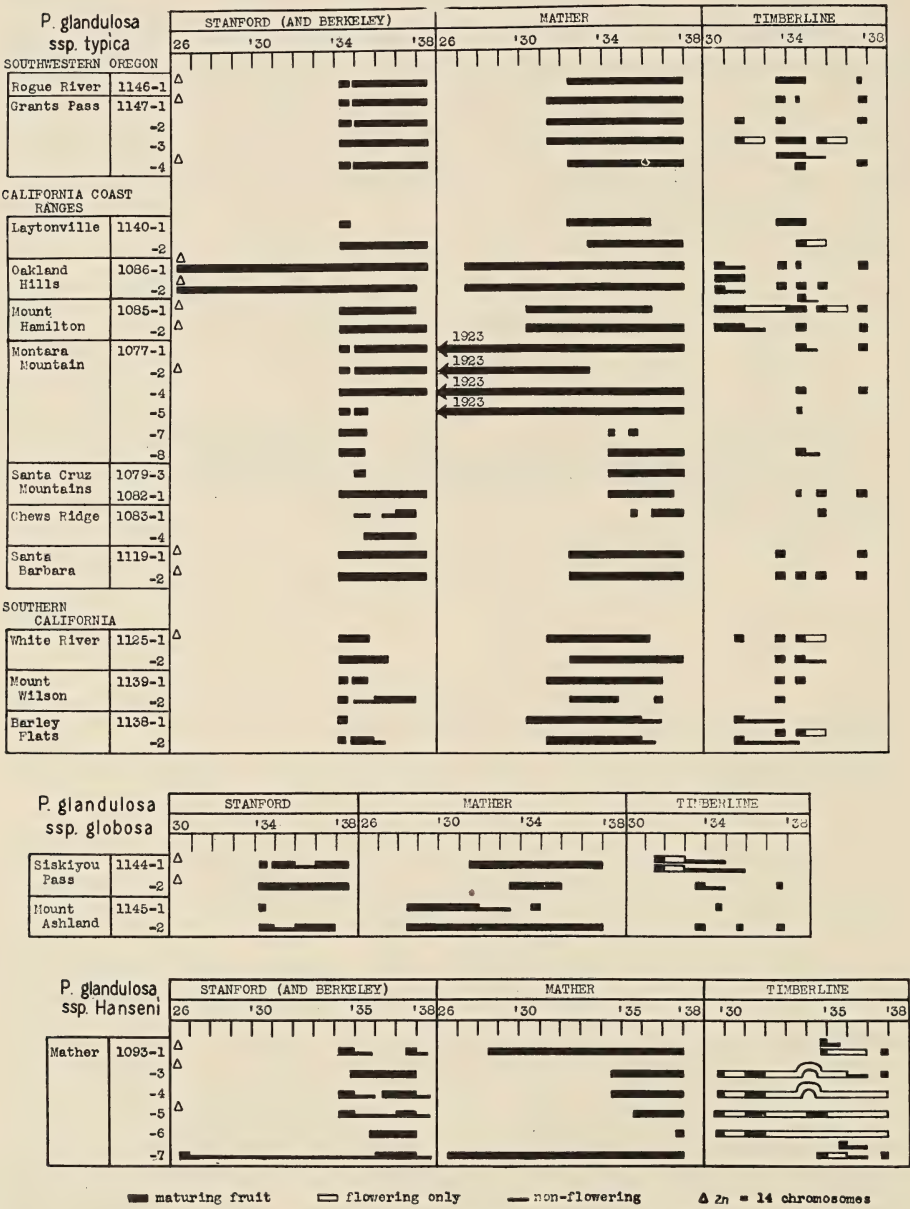 P. glandulosa
ssp. typica
STANFORD (AND BERKELEY) MATHER TIMBERLINE
26 '30 '34 '38 26 '30 '34 '38 30 '34 '38
SOUTHWESTERN OREGON
Rogue River 1146-1 Δ
Grants Pass 1147-1 Δ
-2
-3
-4 Δ
CALIFORNIA COAST
RANGES
Laytonville 1140-1
-2
Oakland 1086-1 Δ
Hills -2 Δ
Mount 1085-1 Δ
Hamilton -2 Δ
Montara 1077-1 1923
Mountain -2 Δ 1923
-4 1923
-5 1923
-7
-8
Santa Cruz 1079-3
Mountains 1082-1
Chews Ridge 1083-1
-4
Santa 1119-1 Δ
Barbara -2 Δ
SOUTHERN
CALIFORNIA
White River 1125-1 Δ
-2
Mount 1139-1
Wilson -2
Barley 1138-1
Flats -2
P. glandulosa
ssp. globosa
STANFORD MATHER TIMBERLINE
30 '34 '38 26 '30 '34 '38 30 '34 '38
Siskiyou 1144-1 Δ
Pass -2 Δ
Mount 1145-1
Ashland -2
P. glandulosa
ssp. Hanseni
STANFORD (AND BERKELEY) MATHER TIMBERLINE
26 '30 '35 '38 26 '30 '35 '38 '30 '35 '38
Mather 1093-1 Δ
-3 Δ
-4
-5 Δ
-6
-7
maturing fruit flowering only non-flowering Δ 2n = 14 chromosomes